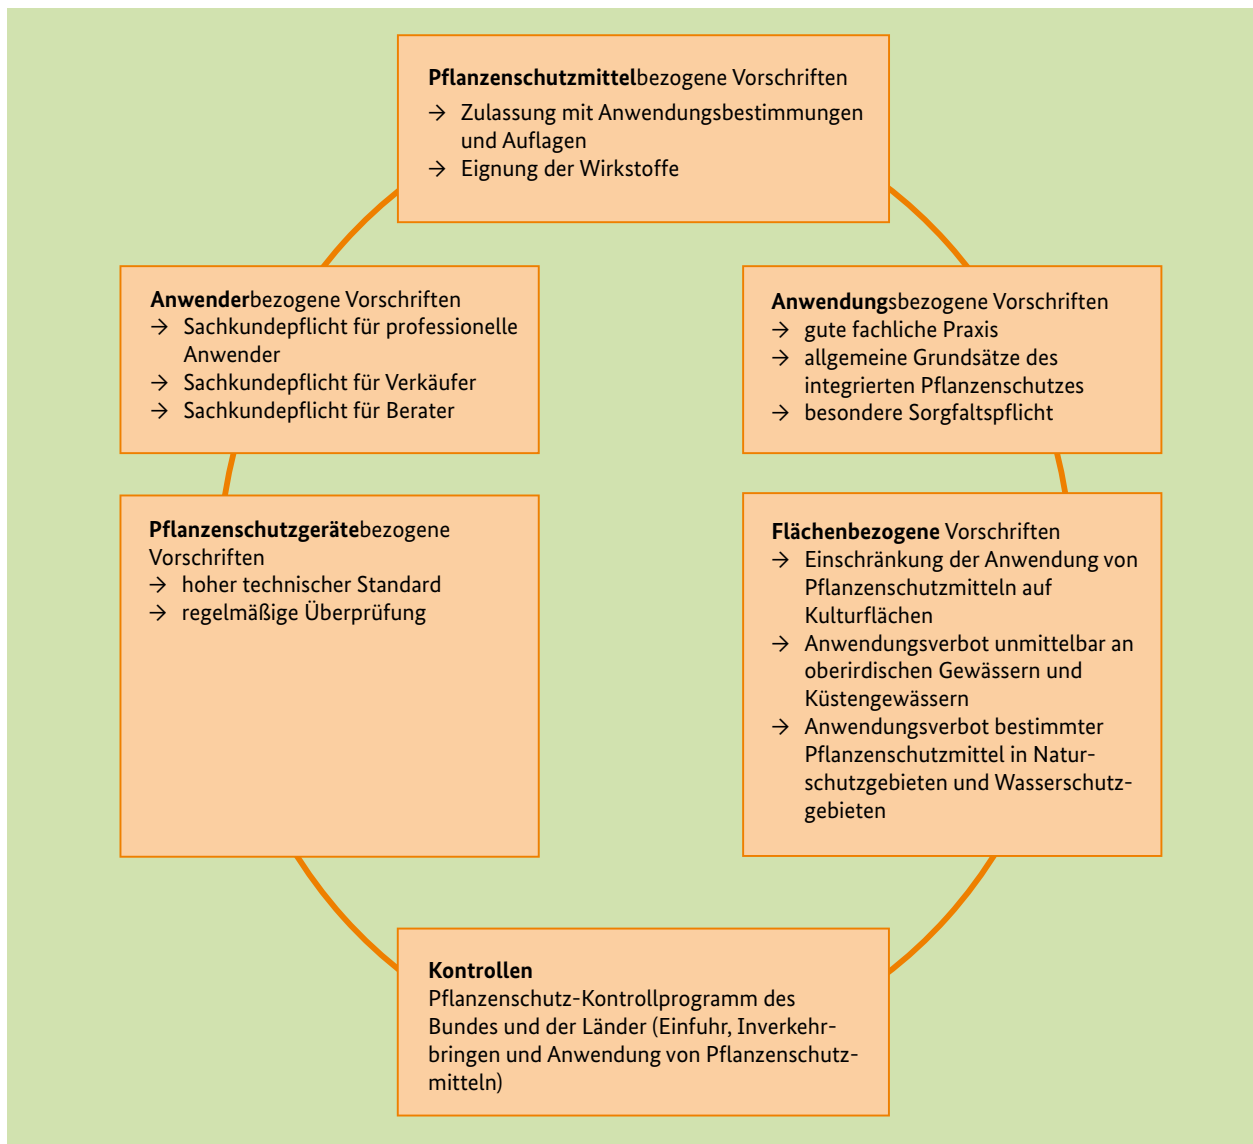 Pflanzenschutzmittelbezogene Vorschriften
→ Zulassung mit Anwendungsbestimmungen
und Auflagen
→ Eignung der Wirkstoffe
Anwenderbezogene Vorschriften
→ Sachkundepflicht für professionelle
Anwender
→ Sachkundepflicht für Verkäufer
→ Sachkundepflicht für Berater
Anwendungsbezogene Vorschriften
→ gute fachliche Praxis
→ allgemeine Grundsätze des
integrierten Pflanzenschutzes
→ besondere Sorgfaltspflicht
Pflanzenschutzgerätebezogene
Vorschriften
→ hoher technischer Standard
→ regelmäßige Überprüfung
Flächenbezogene Vorschriften
→ Einschränkung der Anwendung von
Pflanzenschutzmitteln auf
Kulturflächen
→ Anwendungsverbot unmittelbar an
oberirdischen Gewässern und
Küstengewässern
→ Anwendungsverbot bestimmter
Pflanzenschutzmittel in Natur-
schutzgebieten und Wasserschutz-
gebieten
Kontrollen
Pflanzenschutz-Kontrollprogramm des
Bundes und der Länder (Einfuhr, Inverkehr-
bringen und Anwendung von Pflanzenschutz-
mitteln)